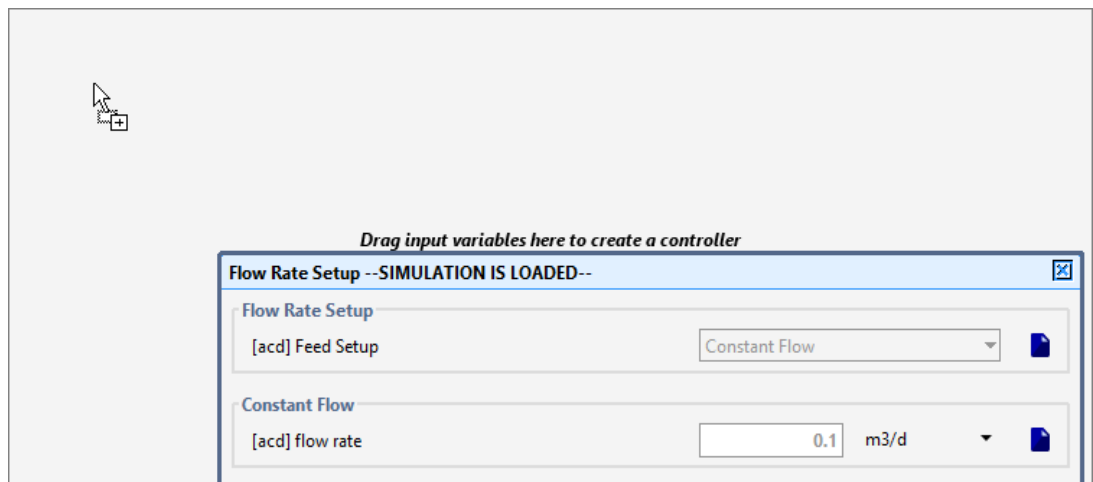 Drag input variables here to create a controller
Flow Rate Setup --SIMULATION IS LOADED--
Flow Rate Setup
[acd] Feed Setup Constant Flow
Constant Flow
[acd] flow rate 0.1 m3/d